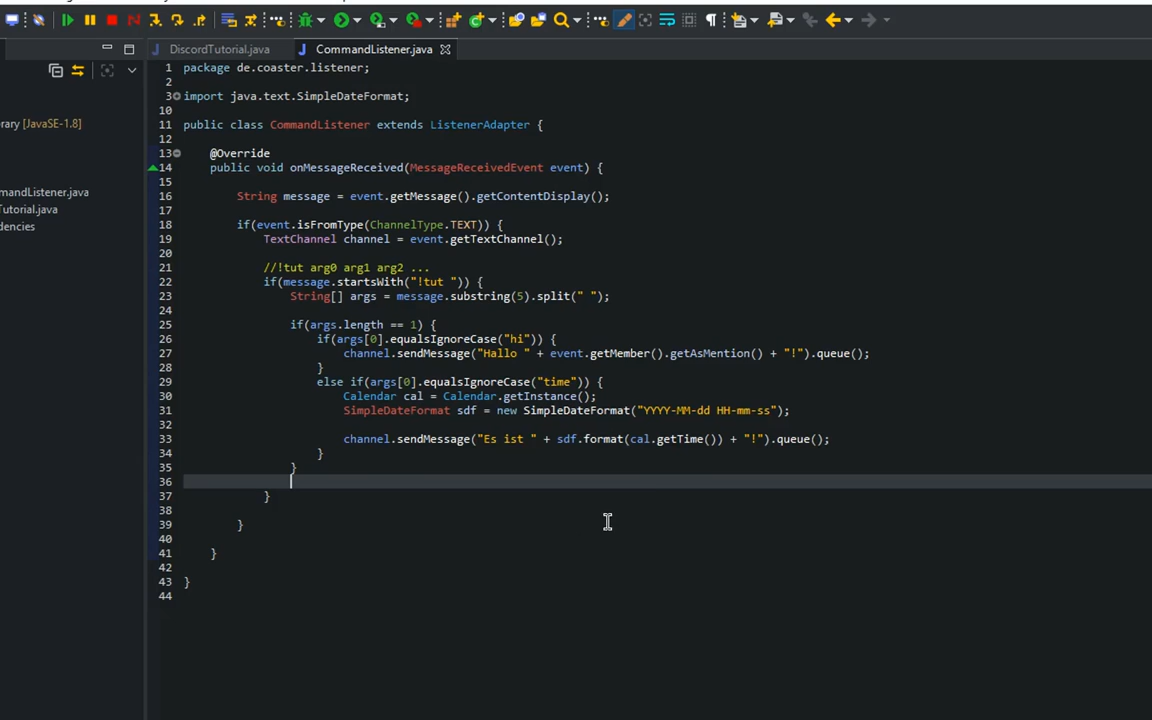 DiscordTutorial.java
CommandListener.java
rary [JavaSE-1.8]
mandListener.java
Tutorial.java
dencies
1 package de.coaster.listener;
2
3 import java.text.SimpleDateFormat;
10
11 public class CommandListener extends ListenerAdapter {
12
13 @Override
14 public void onMessageReceived(MessageReceivedEvent event) {
15
16 String message = event.getMessage().getContentDisplay();
17
18 if(event.isFromType(ChannelType.TEXT)) {
19 TextChannel channel = event.getTextChannel();
20
21 //!tut arg0 arg1 arg2 ...
22 if(message.startsWith("!tut ")) {
23 String[] args = message.substring(5).split(" ");
24
25 if(args.length == 1) {
26 if(args[0].equalsIgnoreCase("hi")) {
27 channel.sendMessage("Hallo " + event.getMember().getAsMention() + "!").queue();
28 }
29 else if(args[0].equalsIgnoreCase("time")) {
30 Calendar cal = Calendar.getInstance();
31 SimpleDateFormat sdf = new SimpleDateFormat("YYYY-MM-dd HH-mm-ss");
32
33 channel.sendMessage("Es ist " + sdf.format(cal.getTime()) + "!").queue();
34 }
35 }
36
37 }
38
39 }
40
41 }
42
43 }
44